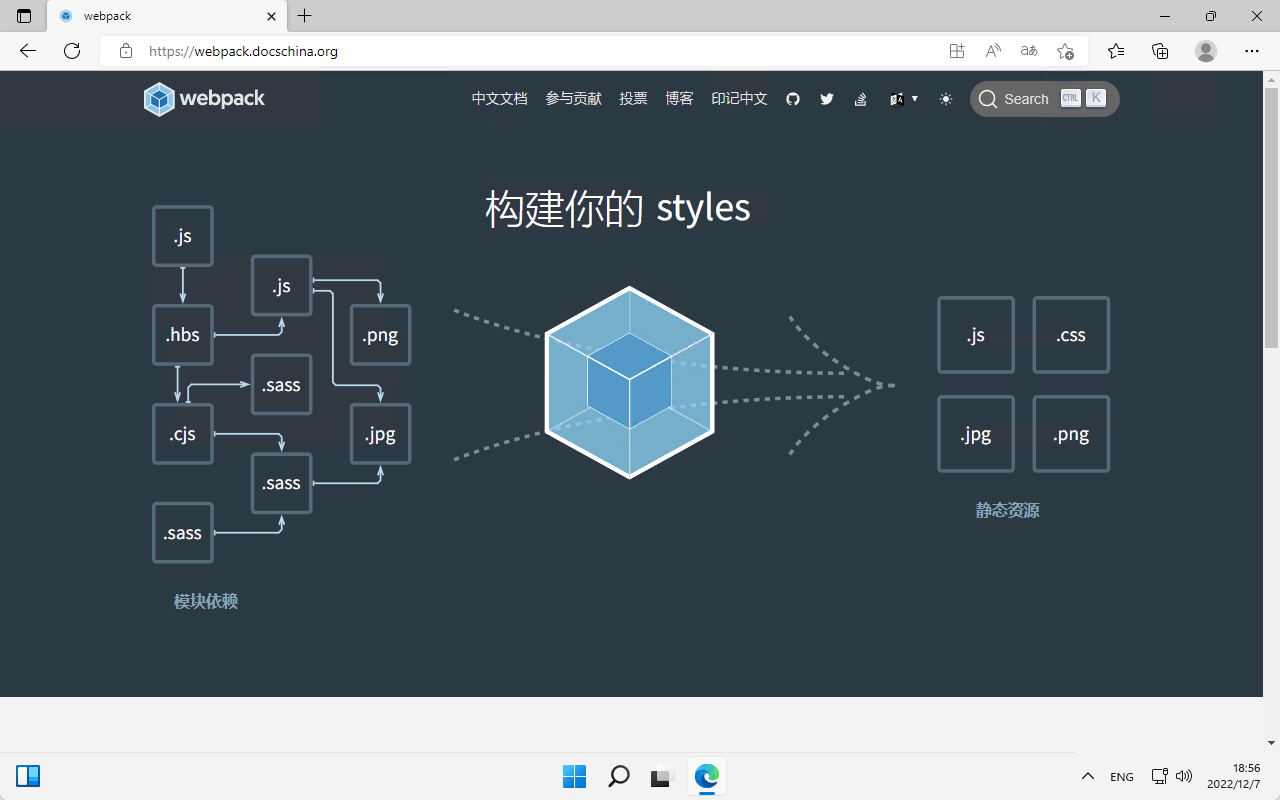 webpack
https://webpack.docschina.org
webpack 中文文档 参与贡献 投票 博客 印记中文 Search CTRL K
构建你的 styles
.js
.js
.hbs
.png
.sass
.cjs
.jpg
.sass
.sass
模块依赖
.js .css
.jpg .png
静态资源
ENG
18:56
2022/12/7